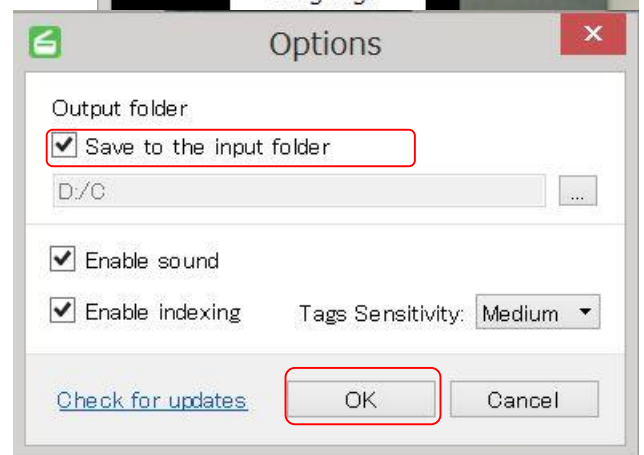 Options
Output folder
Save to the input folder
D:/C
...
Enable sound
Enable indexing Tags Sensitivity: Medium
Check for updates OK Cancel